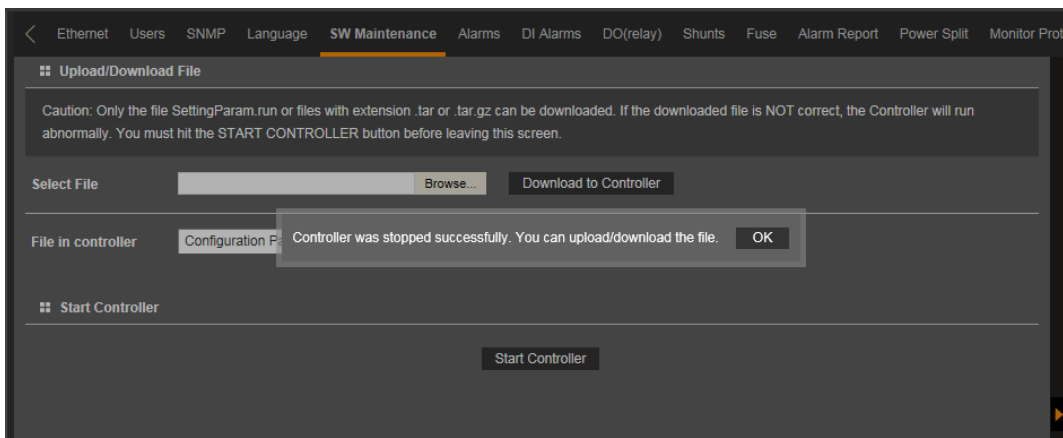 Ethernet Users SNMP Language SW Maintenance Alarms DI Alarms DO(relay) Shunts Fuse Alarm Report Power Split Monitor Prot
Upload/Download File
Caution: Only the file SettingParam.run or files with extension .tar or .tar.gz can be downloaded. If the downloaded file is NOT correct, the Controller will run
abnormally. You must hit the START CONTROLLER button before leaving this screen.
Select File Browse... Download to Controller
File in controller Configuration P
Controller was stopped successfully. You can upload/download the file. OK
Start Controller
Start Controller